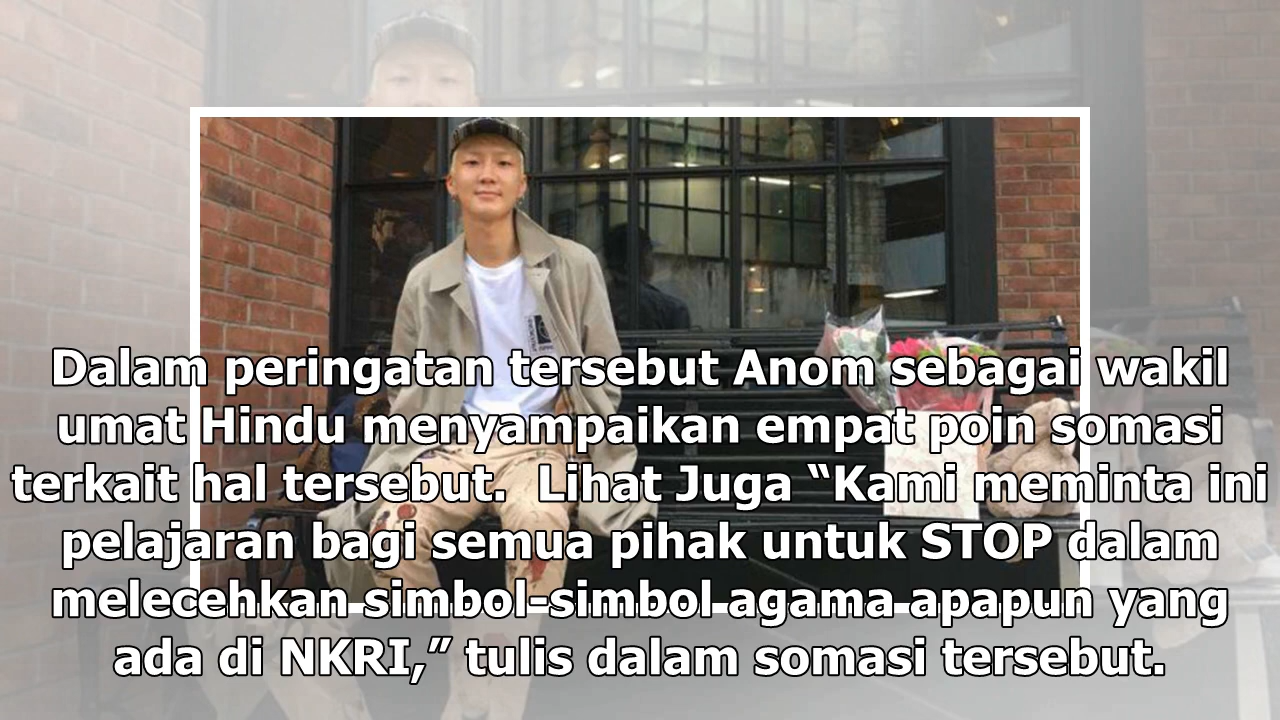 Dalam peringatan tersebut Anom sebagai wakil
umat Hindu menyampaikan empat poin somasi
terkait hal tersebut.  Lihat Juga “Kami meminta ini
pelajaran bagi semua pihak untuk STOP dalam
melecehkan simbol-simbol agama apapun yang
ada di NKRI,” tulis dalam somasi tersebut.